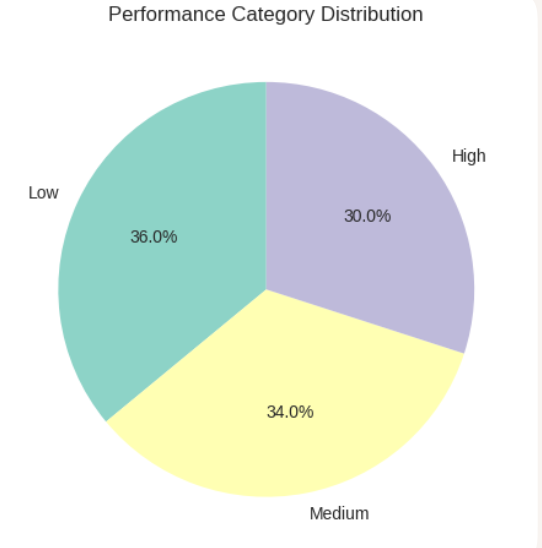 Performance Category Distribution
High
Low
30.0%
36.0%
34.0%
Medium